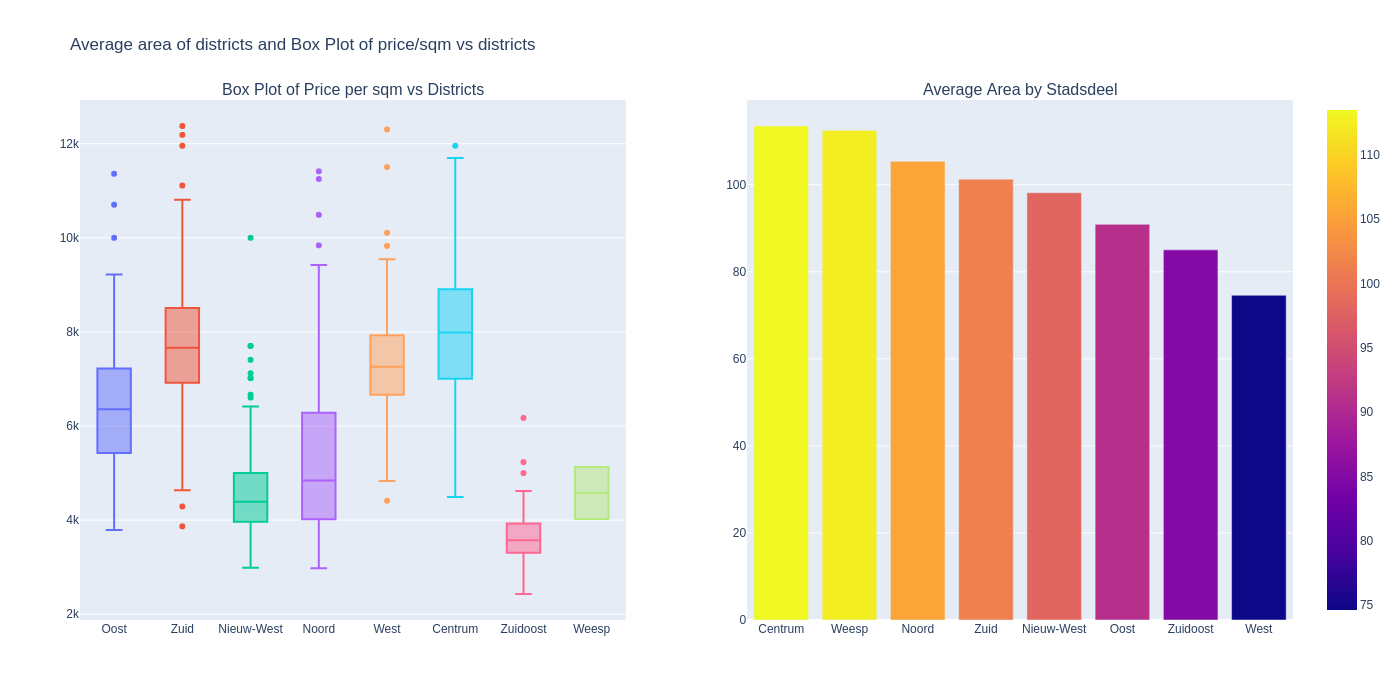 Average area of districts and Box Plot of price/sqm vs districts
Box Plot of Price per sqm vs Districts
12k
10k
8k
6k
4k
2k
Oost Zuid Nieuw-West Noord West Centrum Zuidoost Weesp
Average Area by Stadsdeel
100
80
60
40
20
0
Centrum Weesp Noord Zuid Nieuw-West Oost Zuidoost West
110
105
100
95
90
85
80
75